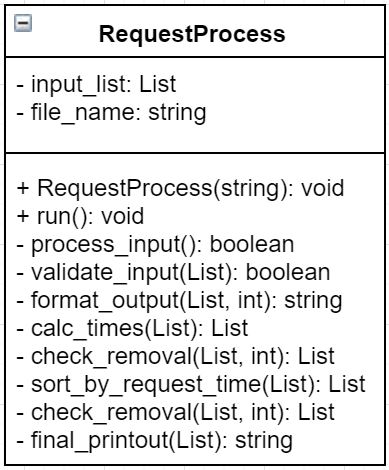 RequestProcess
- input_list: List
- file_name: string
+ RequestProcess(string): void
+ run(): void
- process_input(): boolean
- validate_input(List): boolean
- format_output(List, int): string
- calc_times(List): List
- check_removal(List, int): List
- sort_by_request_time(List): List
- check_removal(List, int): List
- final_printout(List): string